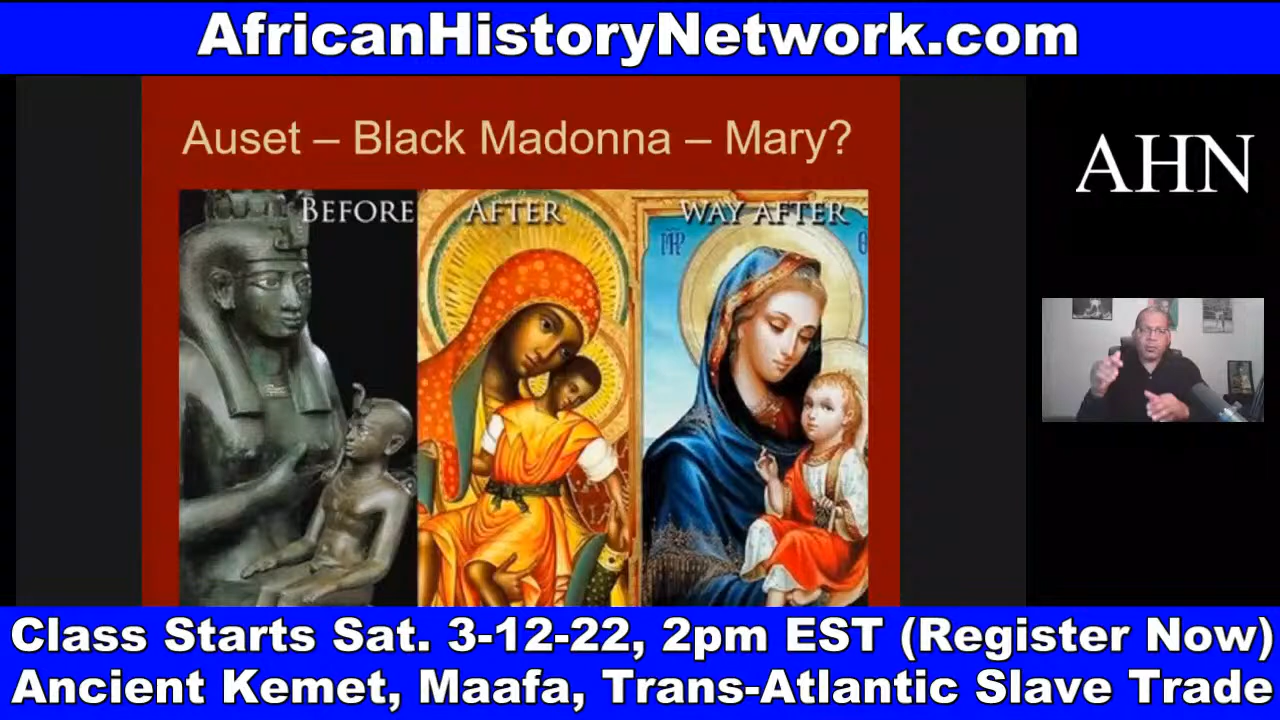 AfricanHistoryNetwork.com
Auset – Black Madonna – Mary?
BEFORE
AFTER
WAY AFTER
AHN
Class Starts Sat. 3-12-22, 2pm EST (Register Now)
Ancient Kemet, Maafa, Trans-Atlantic Slave Trade